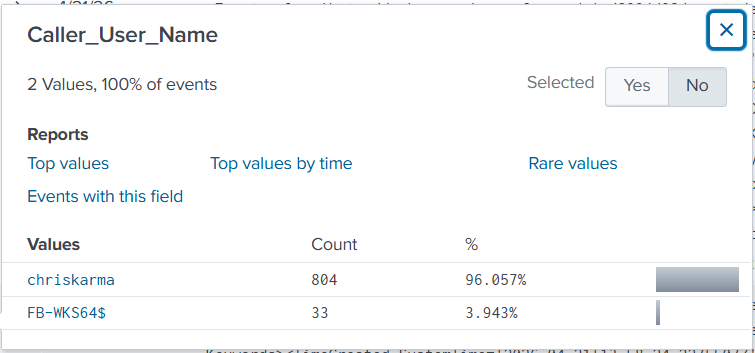 Caller_User_Name
2 Values, 100% of events
Selected Yes No
Reports
Top values Top values by time Rare values
Events with this field
Values Count %
chriskarma 804 96.057%
FB-WKS64$ 33 3.943%